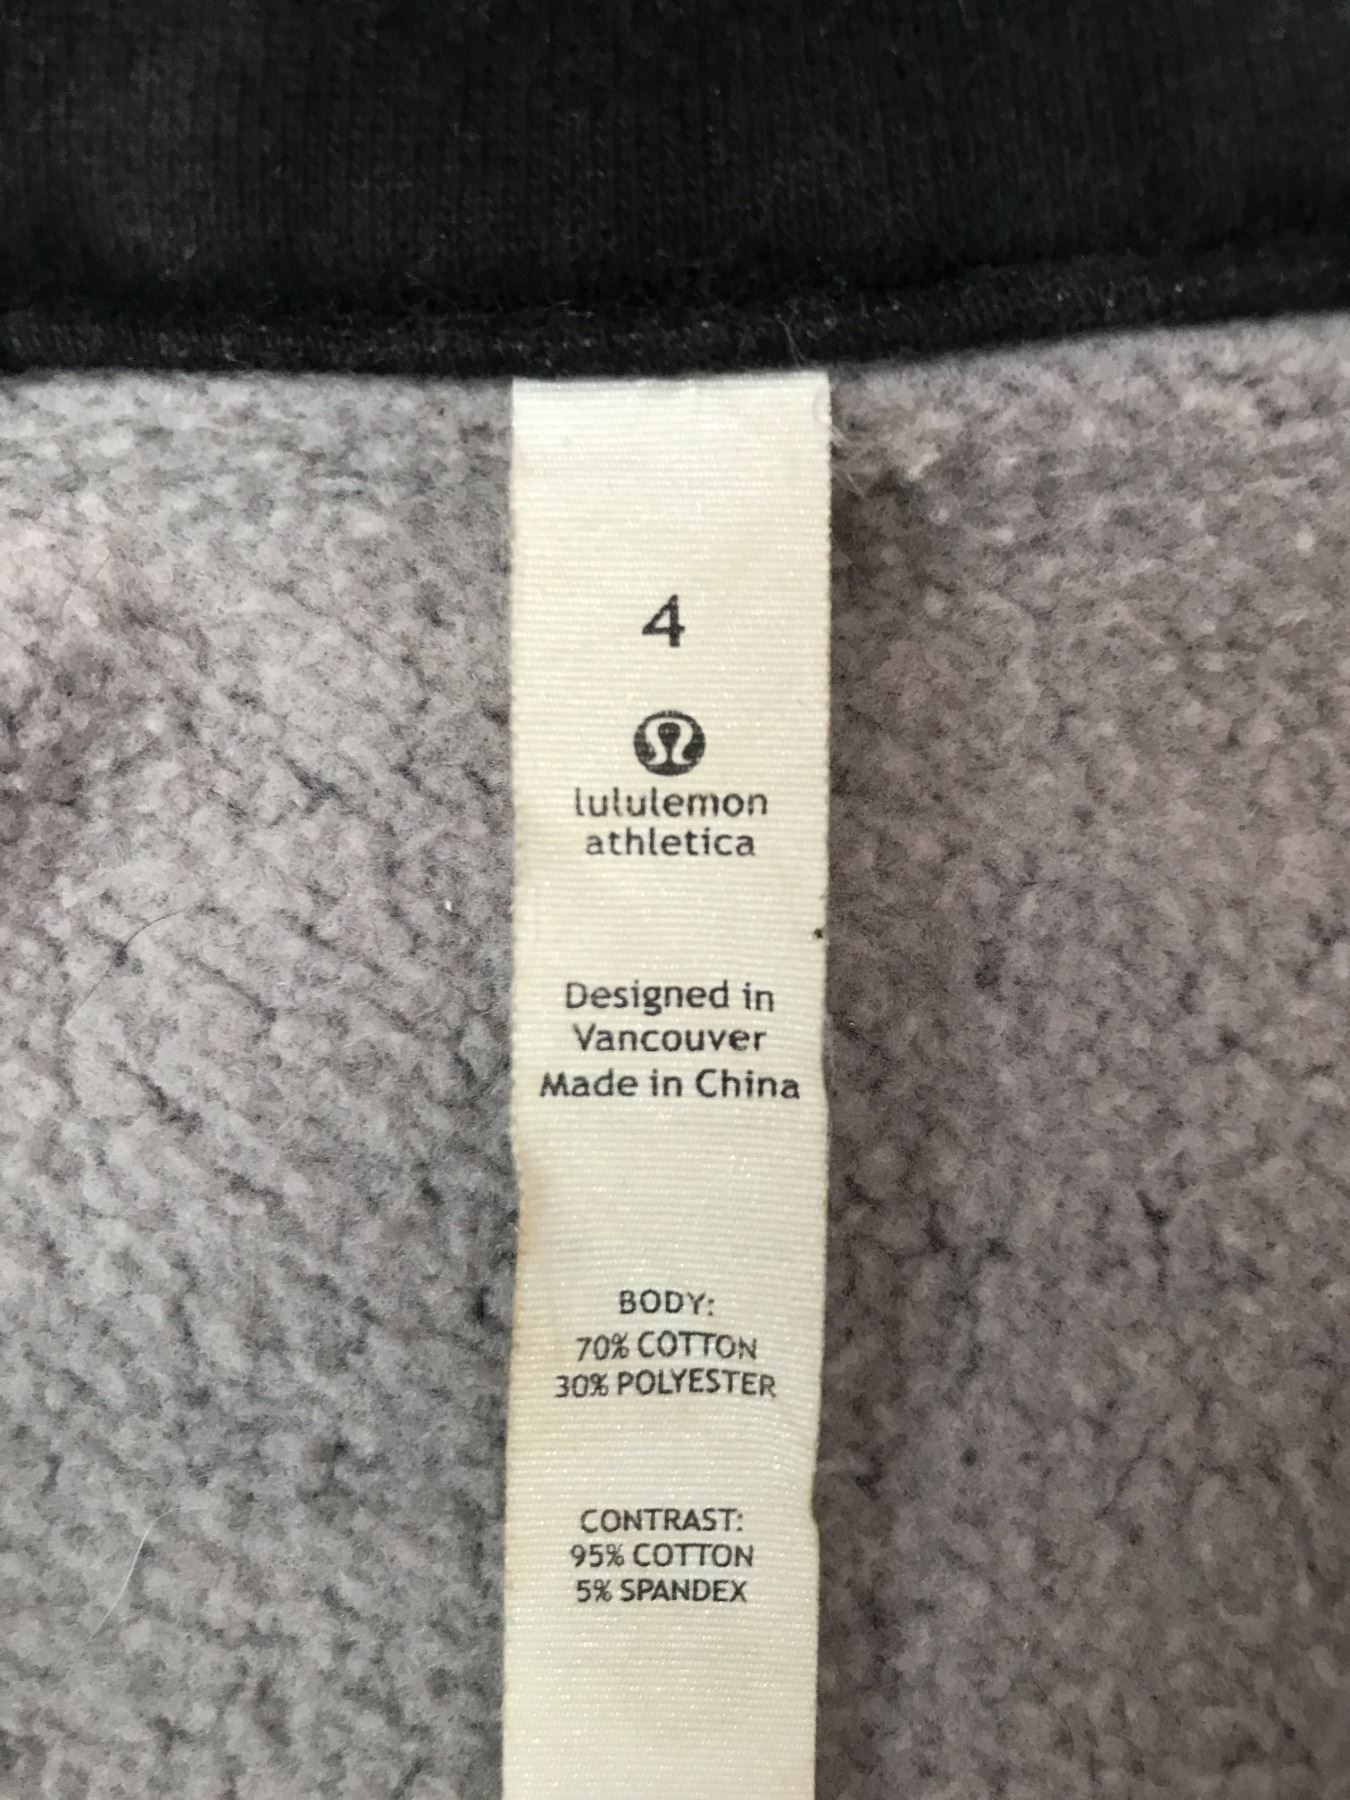 4
lululemon
athletica
Designed in
Vancouver
Made in China
BODY:
70% COTTON
30% POLYESTER
CONTRAST:
95% COTTON
5% SPANDEX